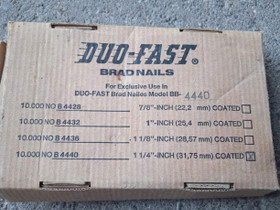 DUO-FAST®
BRAD NAILS
For Exclusive Use in
DUO-FAST Brad Nailer Model BB-4440
10.000 NO B 4428 7/8"-INCH (22,2 mm) COATED
10.000 NO B 4432 1"-INCH (25,4 mm) COATED
10.000 NO B 4436 1 1/8"-INCH (28,57 mm) COATED
10.000 NO B 4440 1 1/4"-INCH (31,75 mm) COATED